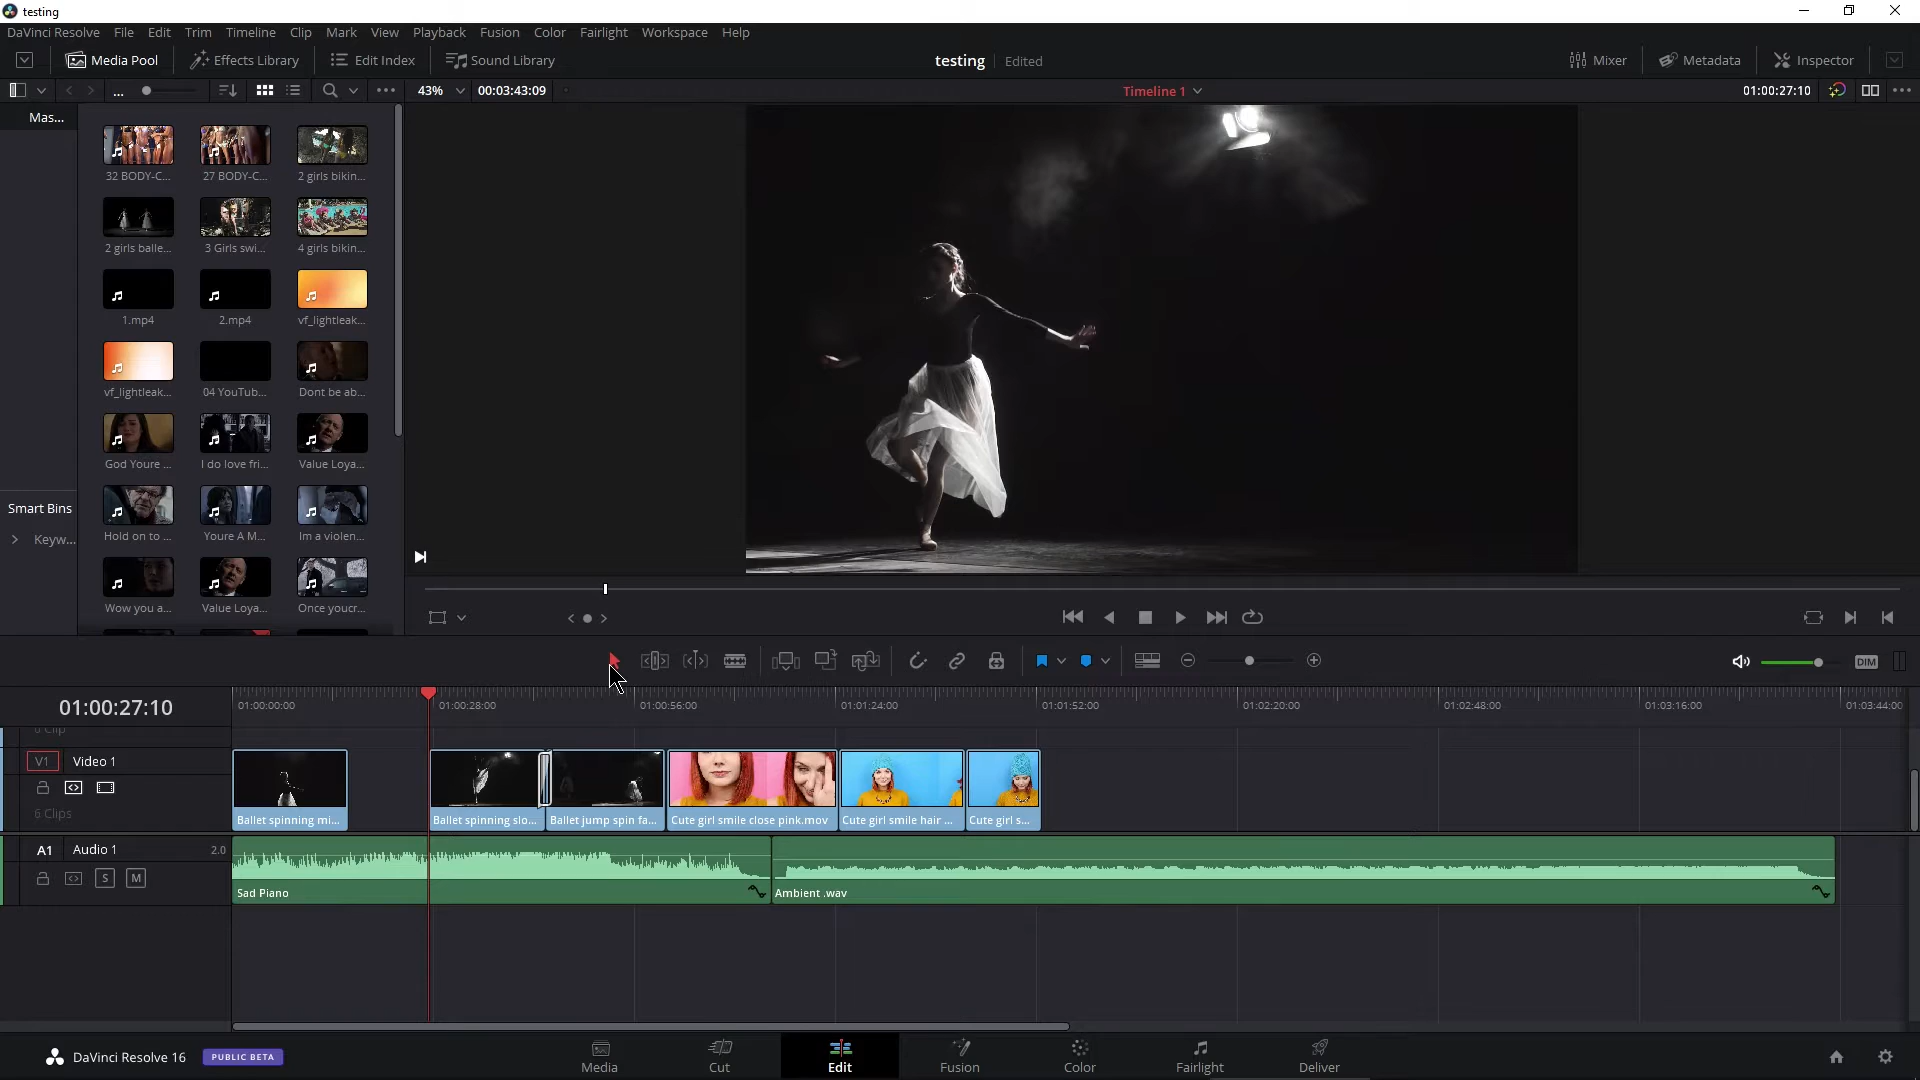 testing
DaVinci Resolve File Edit Trim Timeline Clip Mark View Playback Fusion Color Fairlight Workspace Help
Media Pool Effects Library Edit Index Sound Library testing Edited Mixer Metadata Inspector
... 43% 00:03:43:09 Timeline 1 01:00:27:10
Mas...
32 BODY-C... 27 BODY-C... 2 girls bikin...
2 girls balle... 3 Girls swi... 4 girls bikin...
1.mp4 2.mp4 vf_lightleak...
vf_lightleak... 04 YouTub... Dont be ab...
God Youre ... I do love fri... Value Loya...
Smart Bins
Hold on to ... Youre A M... Im a violen...
Keyw...
Wow you a... Value Loya... Once youcr...
DIM
01:00:27:10 01:00:00:00 01:00:28:00 01:00:56:00 01:01:24:00 01:01:52:00 01:02:20:00 01:02:48:00 01:03:16:00 01:03:44:00
V1 Video 1
6 Clips
Ballet spinning mi... Ballet spinning slo... Ballet jump spin fa... Cute girl smile close pink.mov Cute girl smile hair ... Cute girl s...
A1 Audio 1 2.0
S M
Sad Piano Ambient .wav
DaVinci Resolve 16 PUBLIC BETA Media Cut Edit Fusion Color Fairlight Deliver